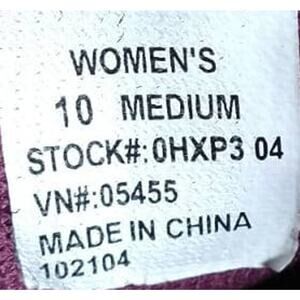 WOMEN'S
10 MEDIUM
STOCK#:0HXP3 04
VN#:05455
MADE IN CHINA
102104